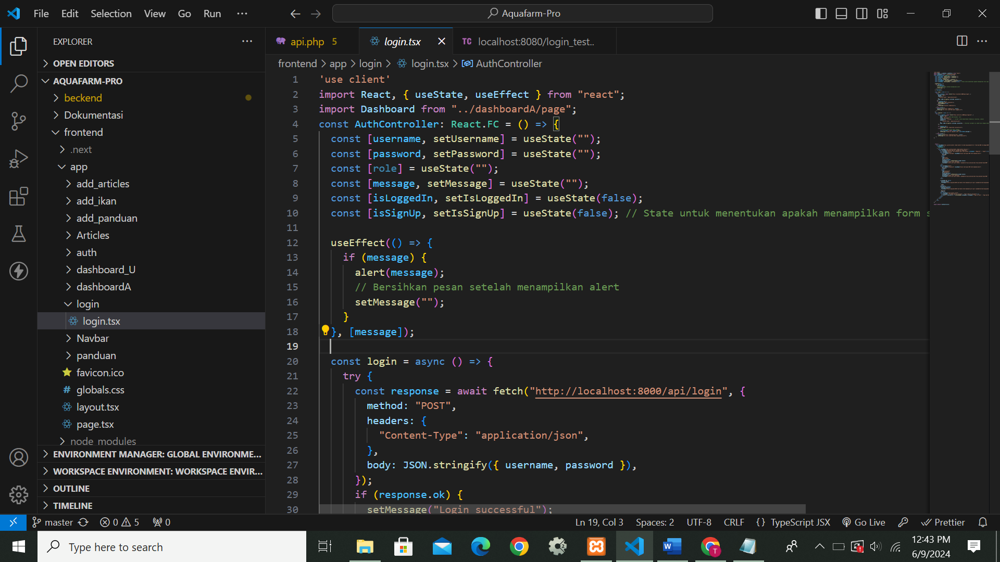 File Edit Selection View Go Run ···
Aquafarm-Pro
EXPLORER
OPEN EDITORS
AQUAFARM-PRO
beckend
Dokumentasi
frontend
.next
app
add_articles
add_ikan
add_panduan
Articles
auth
dashboard_U
dashboardA
login
login.tsx
Navbar
panduan
favicon.ico
globals.css
layout.tsx
page.tsx
node_modules
ENVIRONMENT MANAGER: GLOBAL ENVIRONME...
WORKSPACE ENVIRONMENT: WORKSPACE ENVIR...
OUTLINE
TIMELINE
api.php 5
login.tsx
TC localhost:8080/login_test..
frontend > app > login > login.tsx > AuthController
1 'use client'
2 import React, { useState, useEffect } from "react";
3 import Dashboard from "../dashboardA/page";
4 const AuthController: React.FC = () => {
5 const [username, setUsername] = useState("");
6 const [password, setPassword] = useState("");
7 const [role] = useState("");
8 const [message, setMessage] = useState("");
9 const [isLoggedIn, setIsLoggedIn] = useState(false);
10 const [isSignUp, setIsSignUp] = useState(false); // State untuk menentukan apakah menampilkan form s
11
12 useEffect(() => {
13 if (message) {
14 alert(message);
15 // Bersihkan pesan setelah menampilkan alert
16 setMessage("");
17 }
18 }, [message]);
19
20 const login = async () => {
21 try {
22 const response = await fetch("http://localhost:8000/api/login", {
23 method: "POST",
24 headers: {
25 "Content-Type": "application/json",
26 },
27 body: JSON.stringify({ username, password }),
28 });
29 if (response.ok) {
30 setMessage("Login successful");
master 0 5 0
Ln 19, Col 3 Spaces: 2 UTF-8 CRLF {} TypeScript JSX Go Live Prettier
Type here to search
12:43 PM
6/9/2024